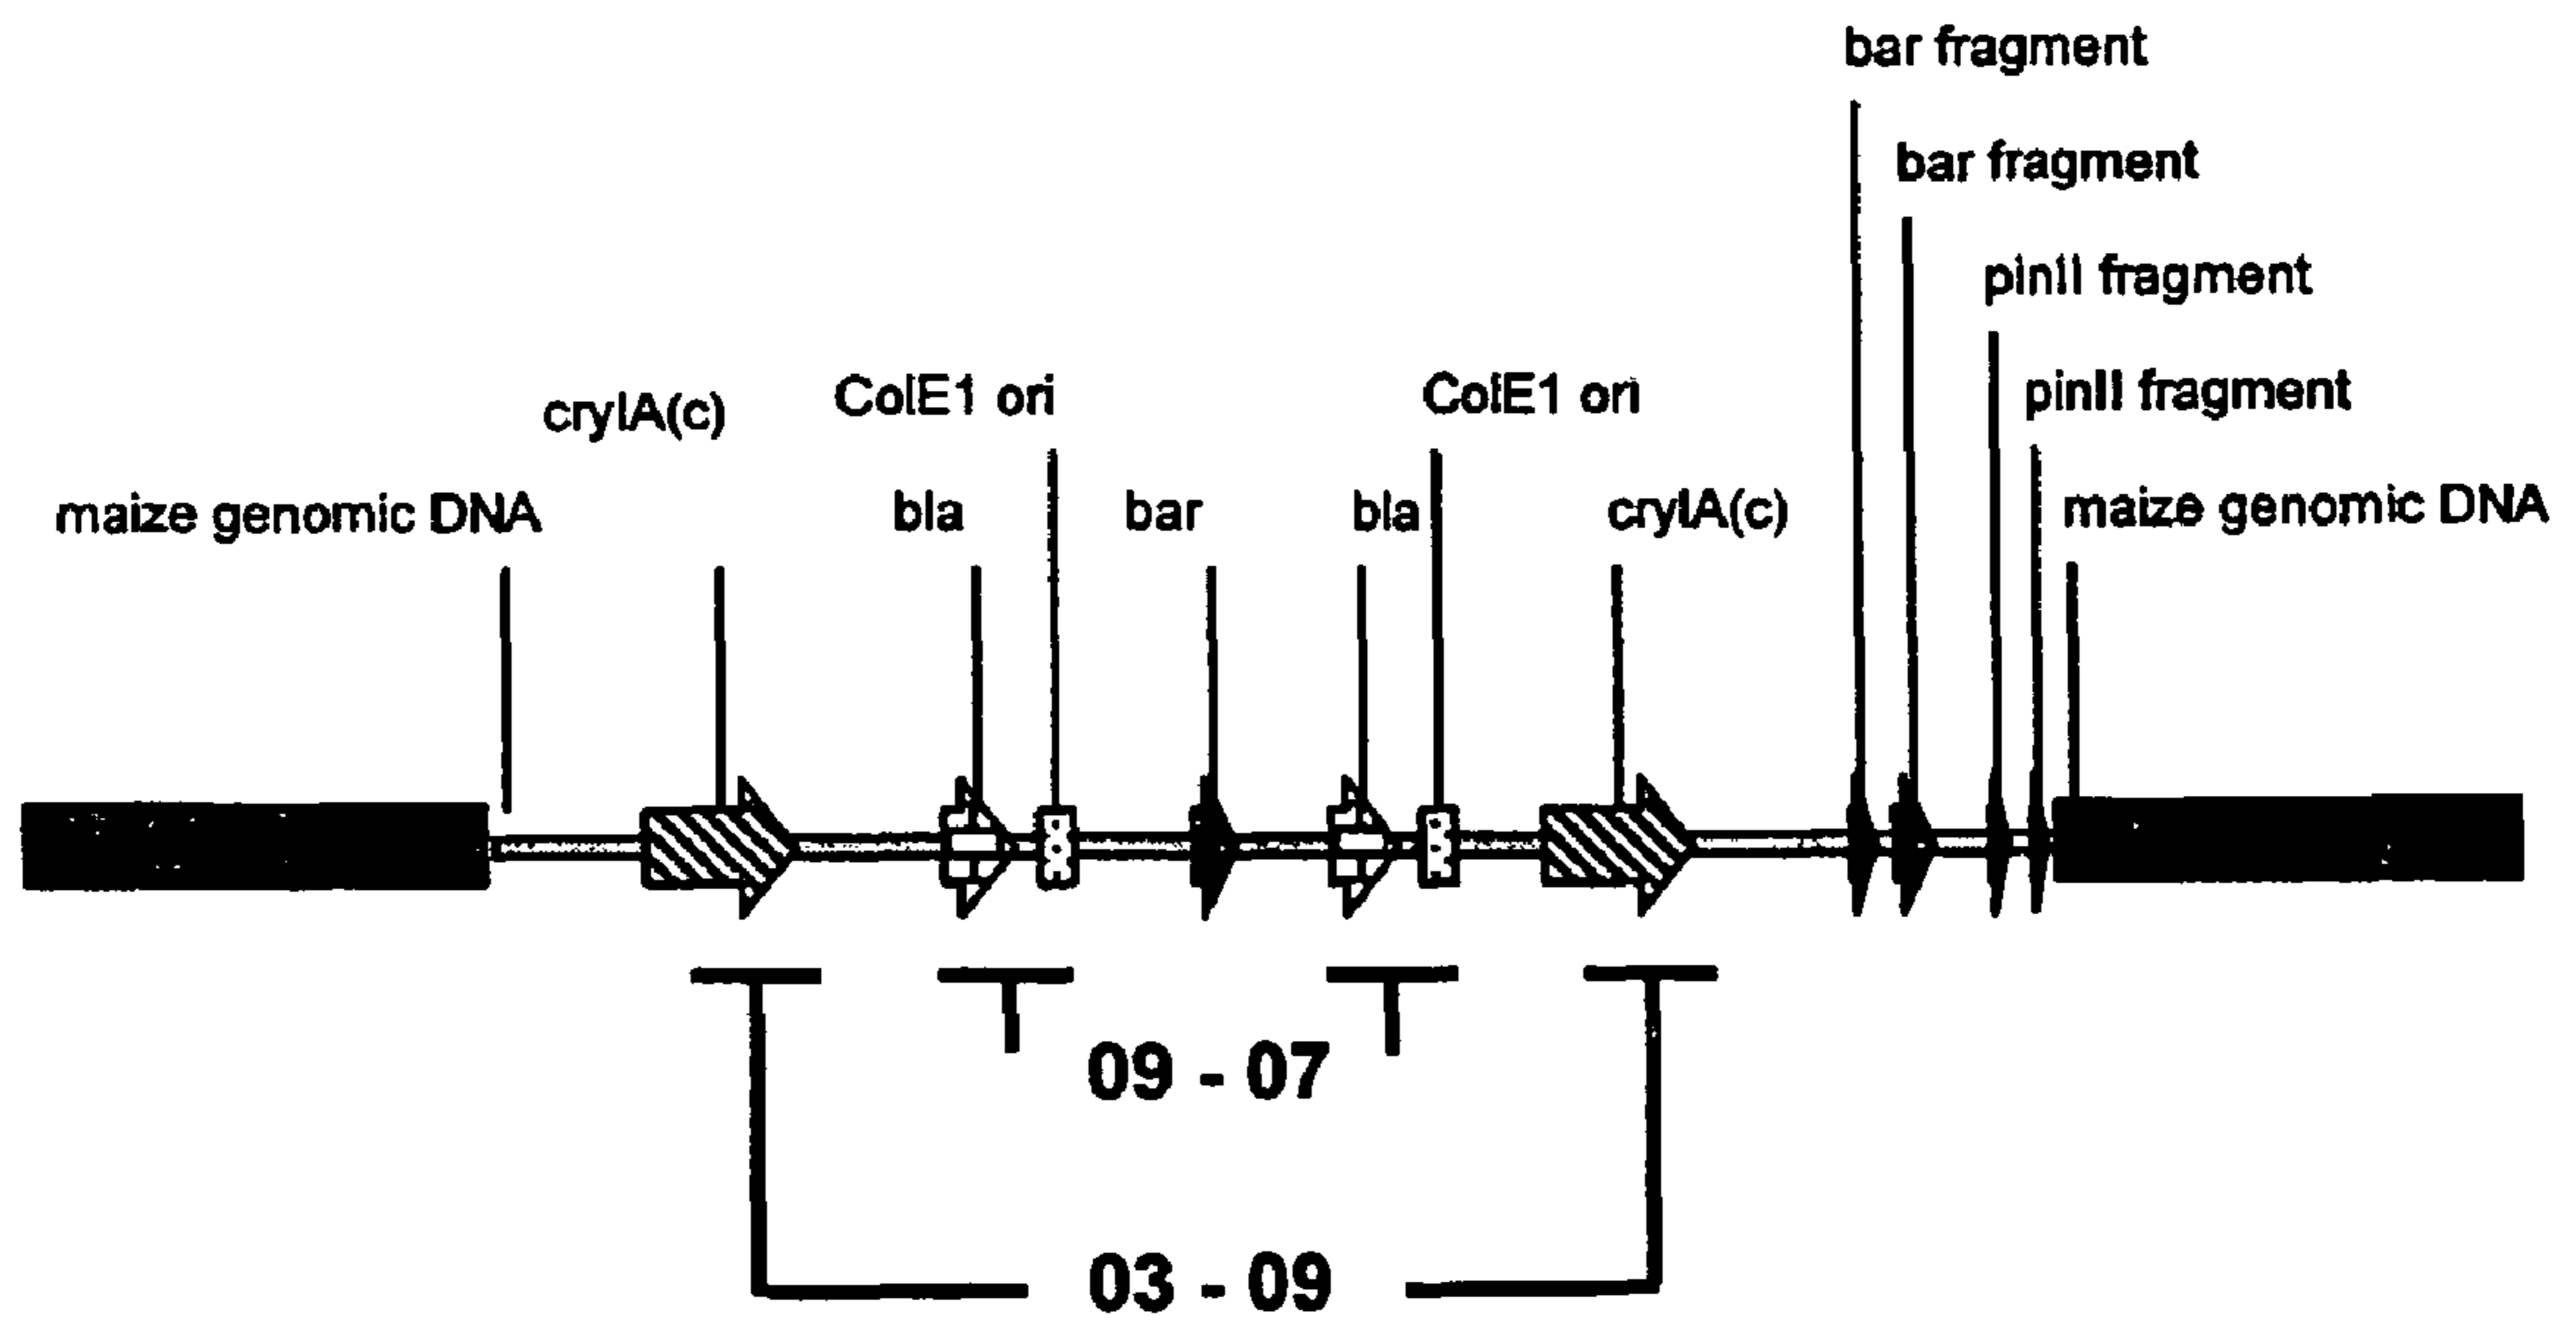 bar fragment
bar fragment
pinII fragment
pinII fragment
maize genomic DNA
cryIA(c)
ColE1 ori
bla
bar
bla
ColE1 ori
cryIA(c)
maize genomic DNA
09 - 07
03 - 09